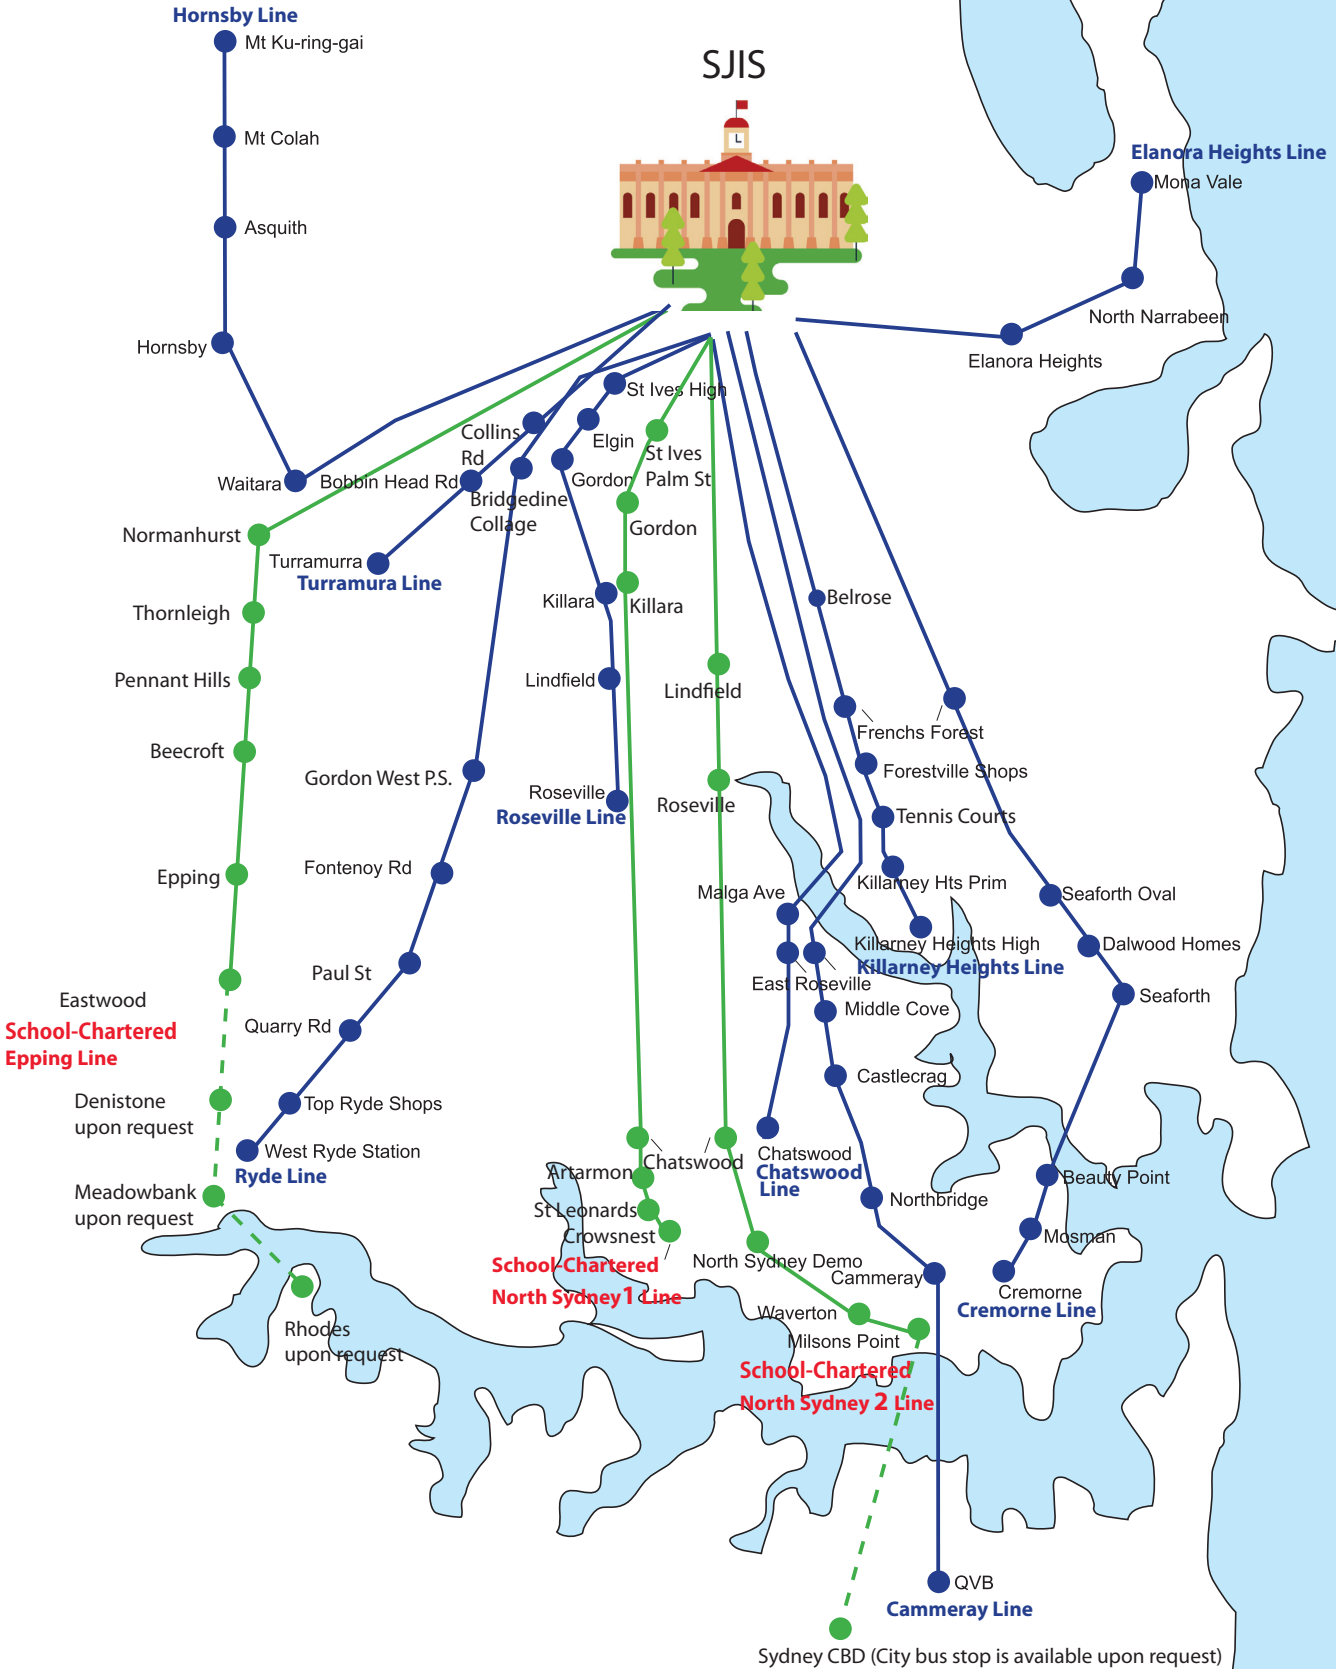 Hornsby Line
Mt Ku-ring-gai
SJIS
Mt Colah
Elanora Heights Line
Mona Vale
Asquith
North Narrabeen
Hornsby
Elanora Heights
St Ives High
Collins
Rd
Elgin
St Ives
Palm St
Waitara
Bobbin Head Rd
Gordon
Bridgedine
Collage
Gordon
Normanhurst
Turramurra
Turramura Line
Belrose
Killara
Killara
Thornleigh
Pennant Hills
Lindfield
Lindfield
Frenchs Forest
Beecroft
Gordon West P.S.
Forestville Shops
Roseville
Roseville Line
Roseville
Tennis Courts
Epping
Fontenoy Rd
Malga Ave
Killarney Hts Prim
Seaforth Oval
Killarney Heights High
Killarney Heights Line
Dalwood Homes
Paul St
East Roseville
Seaforth
Eastwood
School-Chartered
Epping Line
Middle Cove
Quarry Rd
Castlecrag
Denistone
upon request
Top Ryde Shops
West Ryde Station
Ryde Line
Chatswood
Artarmon
Chatswood
Chatswood
Line
Beauty Point
Meadowbank
upon request
St Leonards
Northbridge
Crowsnest
Mosman
School-Chartered
North Sydney 1 Line
North Sydney Demo
Cammeray
Cremorne
Cremorne Line
Waverton
Milsons Point
Rhodes
upon request
School-Chartered
North Sydney 2 Line
QVB
Cammeray Line
Sydney CBD (City bus stop is available upon request)
L